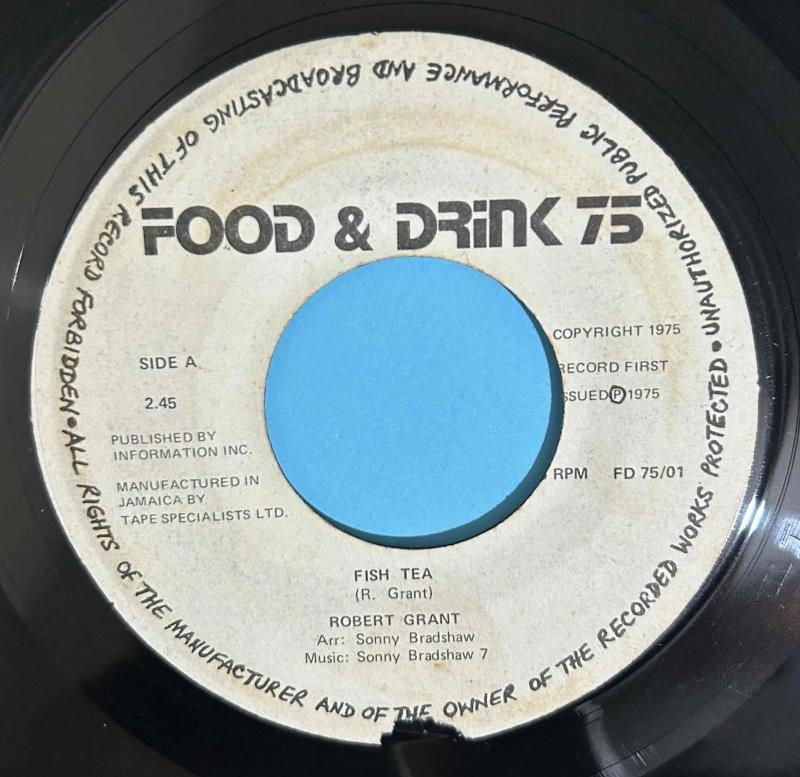 FOOD & DRINK 75
SIDE A
2.45
PUBLISHED BY
INFORMATION INC.
MANUFACTURED IN
JAMAICA BY
TAPE SPECIALISTS LTD.
COPYRIGHT 1975
RECORD FIRST
SSUED Ⓟ 1975
RPM FD 75/01
FISH TEA
(R. Grant)
ROBERT GRANT
Arr: Sonny Bradshaw
Music: Sonny Bradshaw 7
• ALL RIGHTS OF THE MANUFACTURER AND OF THE OWNER OF THE RECORDED WORKS PROTECTED • UNAUTHORIZED PUBLIC PERFORMANCE AND BROADCASTING OF THIS RECORD FORBIDDEN